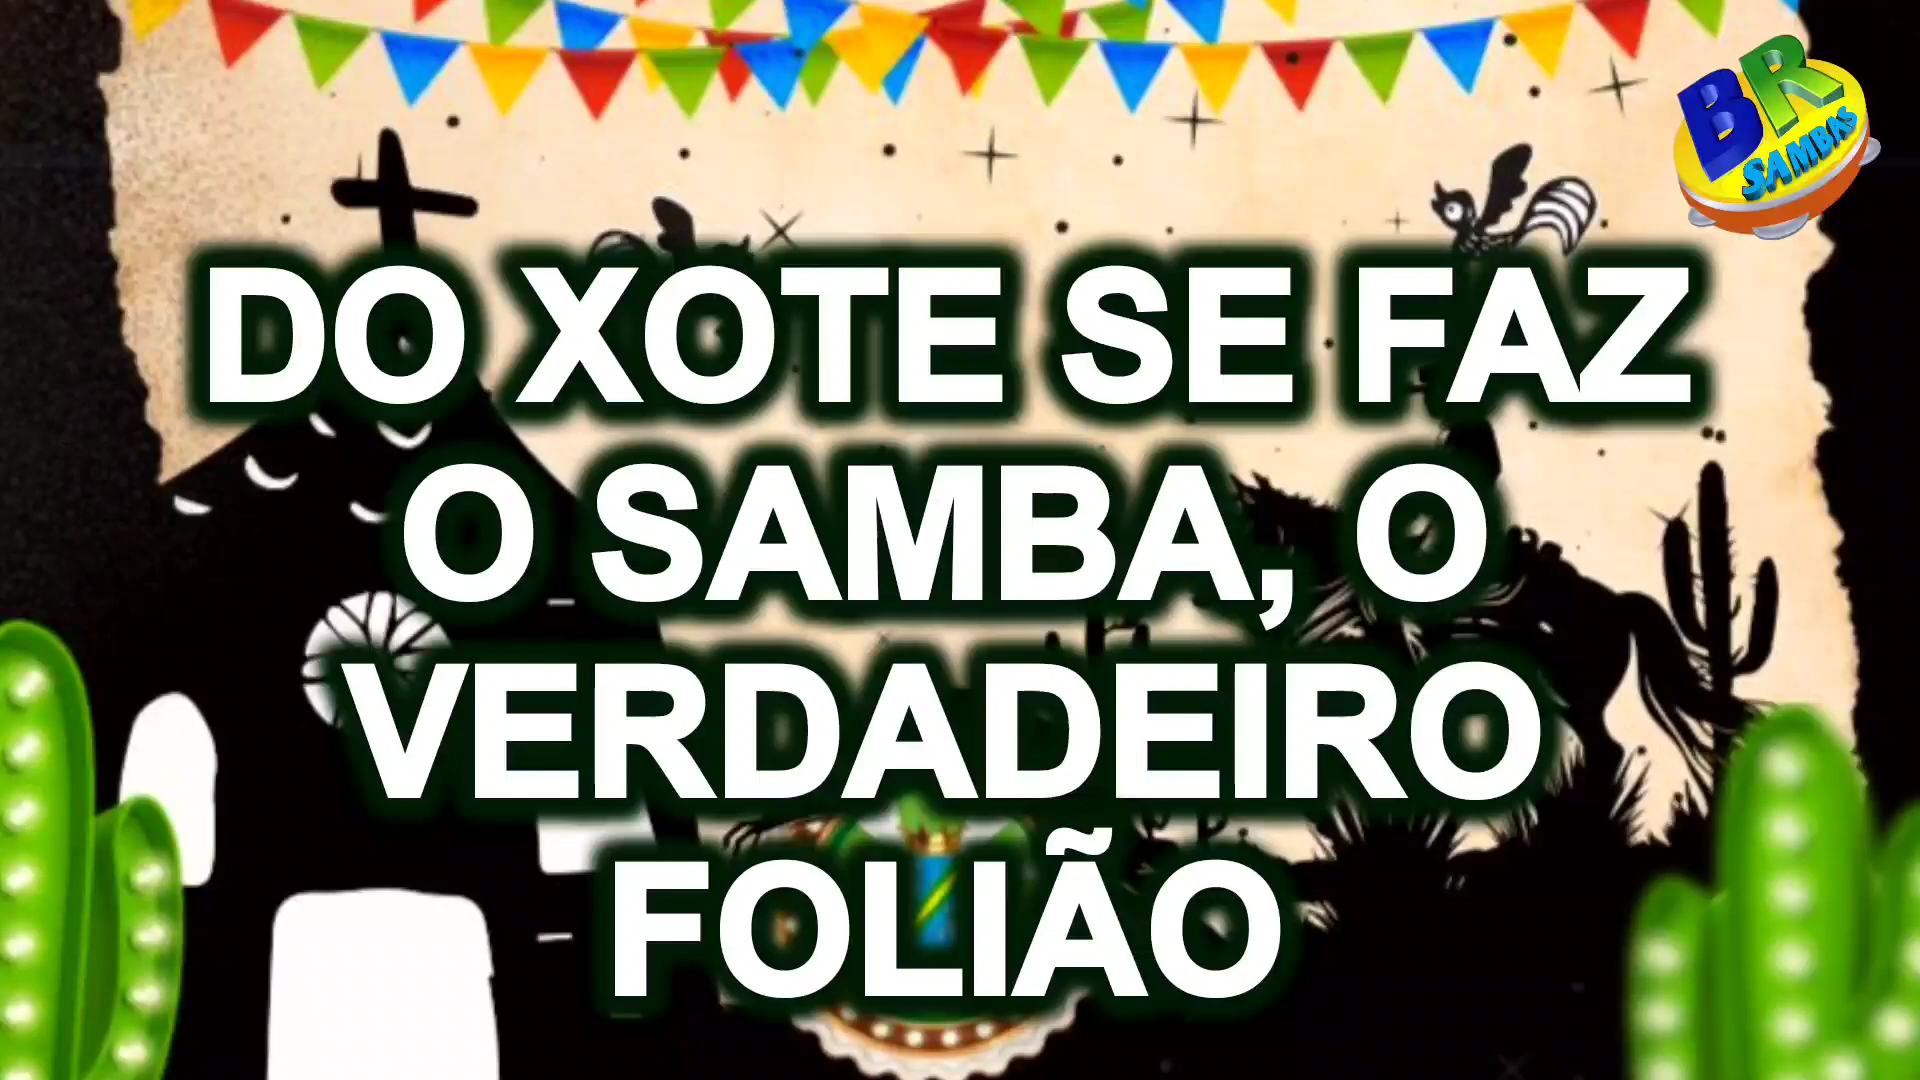 BR
SAMBAS
DO XOTE SE FAZ
O SAMBA, O
VERDADEIRO
FOLIÃO